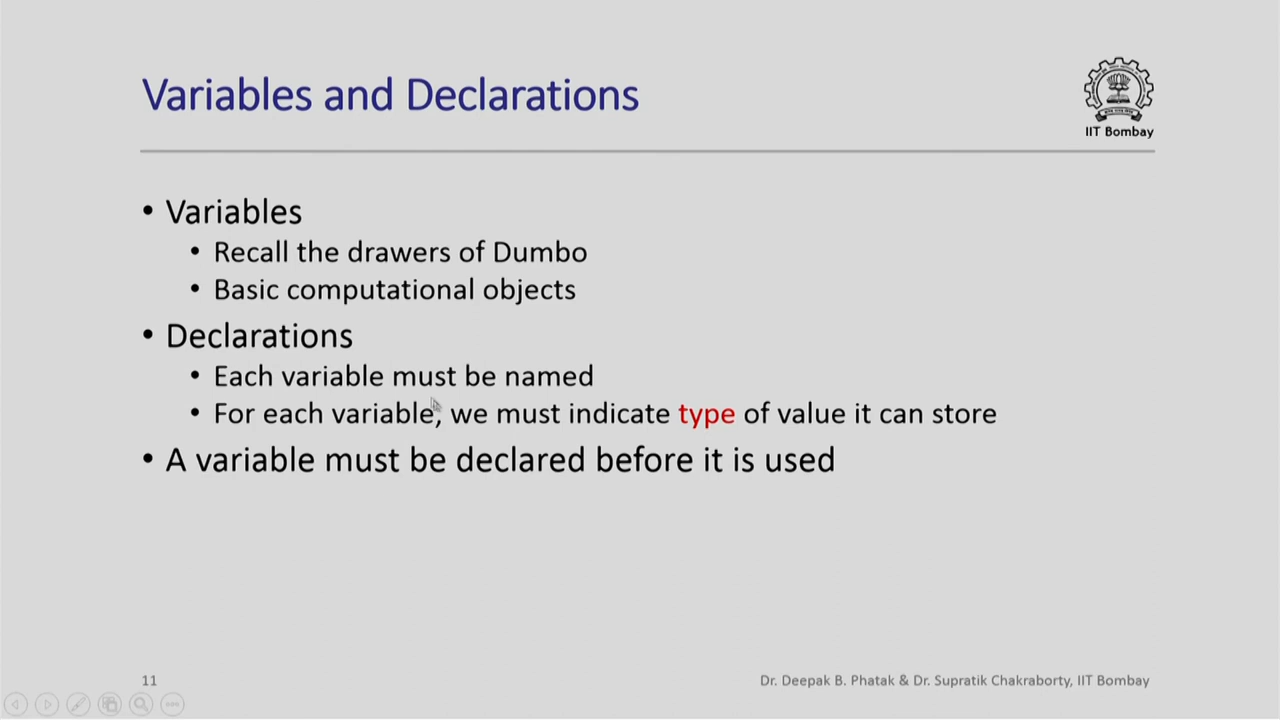 Variables and Declarations
IIT Bombay
• Variables
• Recall the drawers of Dumbo
• Basic computational objects
• Declarations
• Each variable must be named
• For each variable, we must indicate type of value it can store
• A variable must be declared before it is used
11
Dr. Deepak B. Phatak & Dr. Supratik Chakraborty, IIT Bombay